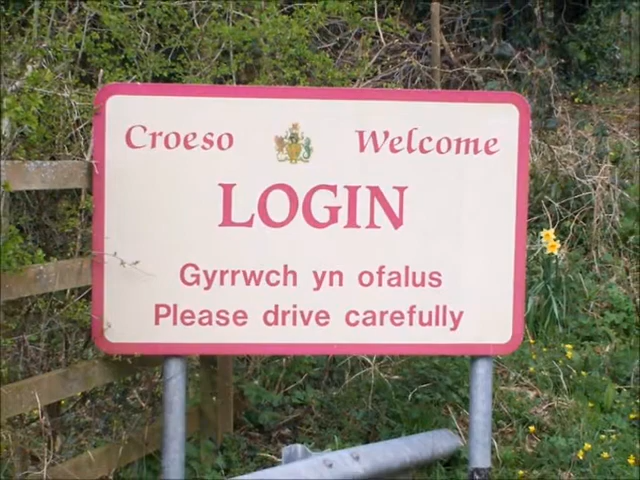 Croeso Welcome
LOGIN
Gyrrwch yn ofalus
Please drive carefully